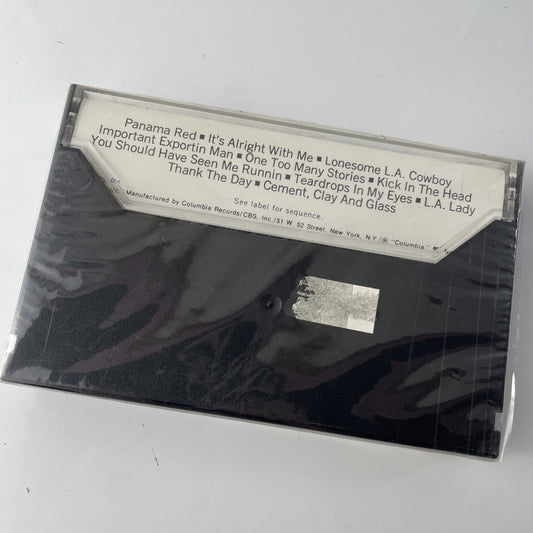 Panama Red ▪ It's Alright With Me ▪ Lonesome L.A. Cowboy
Important Exportin Man ▪ One Too Many Stories ▪ Kick In The Head
You Should Have Seen Me Runnin ▪ Teardrops In My Eyes ▪ L.A. Lady
Thank The Day ▪ Cement, Clay And Glass
See label for sequence.
Manufactured by Columbia Records/CBS, Inc./51 W. 52 Street, New York, N.Y./® "Columbia"